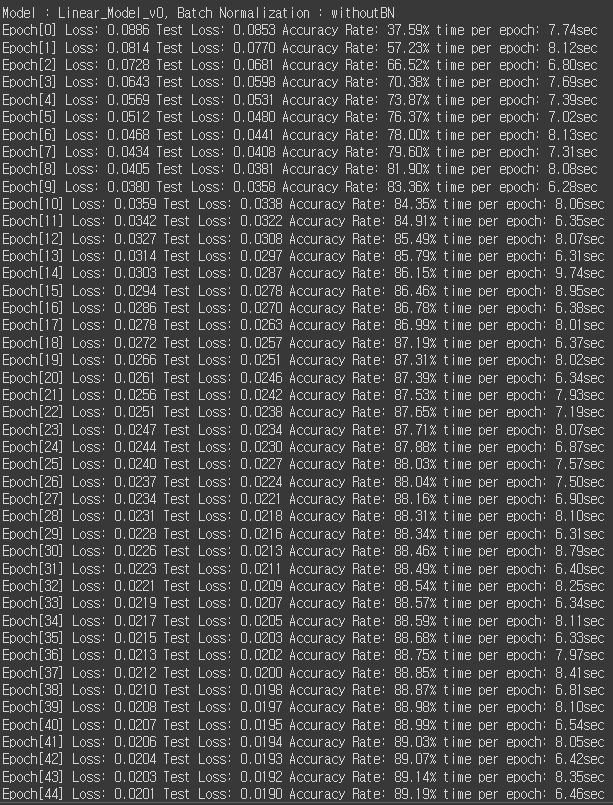 Model : Linear_Model_v0, Batch Normalization : withoutBN
Epoch[0] Loss: 0.0886 Test Loss: 0.0853 Accuracy Rate: 37.59% time per epoch: 7.74sec
Epoch[1] Loss: 0.0814 Test Loss: 0.0770 Accuracy Rate: 57.23% time per epoch: 8.12sec
Epoch[2] Loss: 0.0728 Test Loss: 0.0681 Accuracy Rate: 66.52% time per epoch: 6.80sec
Epoch[3] Loss: 0.0643 Test Loss: 0.0598 Accuracy Rate: 70.38% time per epoch: 7.69sec
Epoch[4] Loss: 0.0569 Test Loss: 0.0531 Accuracy Rate: 73.87% time per epoch: 7.39sec
Epoch[5] Loss: 0.0512 Test Loss: 0.0480 Accuracy Rate: 76.37% time per epoch: 7.02sec
Epoch[6] Loss: 0.0468 Test Loss: 0.0441 Accuracy Rate: 78.00% time per epoch: 8.13sec
Epoch[7] Loss: 0.0434 Test Loss: 0.0408 Accuracy Rate: 79.60% time per epoch: 7.31sec
Epoch[8] Loss: 0.0405 Test Loss: 0.0381 Accuracy Rate: 81.90% time per epoch: 8.08sec
Epoch[9] Loss: 0.0380 Test Loss: 0.0358 Accuracy Rate: 83.36% time per epoch: 6.28sec
Epoch[10] Loss: 0.0359 Test Loss: 0.0338 Accuracy Rate: 84.35% time per epoch: 8.06sec
Epoch[11] Loss: 0.0342 Test Loss: 0.0322 Accuracy Rate: 84.91% time per epoch: 6.35sec
Epoch[12] Loss: 0.0327 Test Loss: 0.0308 Accuracy Rate: 85.49% time per epoch: 8.07sec
Epoch[13] Loss: 0.0314 Test Loss: 0.0297 Accuracy Rate: 85.79% time per epoch: 6.31sec
Epoch[14] Loss: 0.0303 Test Loss: 0.0287 Accuracy Rate: 86.15% time per epoch: 9.74sec
Epoch[15] Loss: 0.0294 Test Loss: 0.0278 Accuracy Rate: 86.46% time per epoch: 8.95sec
Epoch[16] Loss: 0.0286 Test Loss: 0.0270 Accuracy Rate: 86.78% time per epoch: 6.38sec
Epoch[17] Loss: 0.0278 Test Loss: 0.0263 Accuracy Rate: 86.99% time per epoch: 8.01sec
Epoch[18] Loss: 0.0272 Test Loss: 0.0257 Accuracy Rate: 87.19% time per epoch: 6.37sec
Epoch[19] Loss: 0.0266 Test Loss: 0.0251 Accuracy Rate: 87.31% time per epoch: 8.02sec
Epoch[20] Loss: 0.0261 Test Loss: 0.0246 Accuracy Rate: 87.39% time per epoch: 6.34sec
Epoch[21] Loss: 0.0256 Test Loss: 0.0242 Accuracy Rate: 87.53% time per epoch: 7.93sec
Epoch[22] Loss: 0.0251 Test Loss: 0.0238 Accuracy Rate: 87.65% time per epoch: 7.19sec
Epoch[23] Loss: 0.0247 Test Loss: 0.0234 Accuracy Rate: 87.71% time per epoch: 8.07sec
Epoch[24] Loss: 0.0244 Test Loss: 0.0230 Accuracy Rate: 87.88% time per epoch: 6.87sec
Epoch[25] Loss: 0.0240 Test Loss: 0.0227 Accuracy Rate: 88.03% time per epoch: 7.57sec
Epoch[26] Loss: 0.0237 Test Loss: 0.0224 Accuracy Rate: 88.04% time per epoch: 7.50sec
Epoch[27] Loss: 0.0234 Test Loss: 0.0221 Accuracy Rate: 88.16% time per epoch: 6.90sec
Epoch[28] Loss: 0.0231 Test Loss: 0.0218 Accuracy Rate: 88.31% time per epoch: 8.10sec
Epoch[29] Loss: 0.0228 Test Loss: 0.0216 Accuracy Rate: 88.34% time per epoch: 6.31sec
Epoch[30] Loss: 0.0226 Test Loss: 0.0213 Accuracy Rate: 88.46% time per epoch: 8.79sec
Epoch[31] Loss: 0.0223 Test Loss: 0.0211 Accuracy Rate: 88.49% time per epoch: 6.40sec
Epoch[32] Loss: 0.0221 Test Loss: 0.0209 Accuracy Rate: 88.54% time per epoch: 8.25sec
Epoch[33] Loss: 0.0219 Test Loss: 0.0207 Accuracy Rate: 88.57% time per epoch: 6.34sec
Epoch[34] Loss: 0.0217 Test Loss: 0.0205 Accuracy Rate: 88.59% time per epoch: 8.11sec
Epoch[35] Loss: 0.0215 Test Loss: 0.0203 Accuracy Rate: 88.68% time per epoch: 6.33sec
Epoch[36] Loss: 0.0213 Test Loss: 0.0202 Accuracy Rate: 88.75% time per epoch: 7.97sec
Epoch[37] Loss: 0.0212 Test Loss: 0.0200 Accuracy Rate: 88.85% time per epoch: 8.41sec
Epoch[38] Loss: 0.0210 Test Loss: 0.0198 Accuracy Rate: 88.87% time per epoch: 6.81sec
Epoch[39] Loss: 0.0208 Test Loss: 0.0197 Accuracy Rate: 88.98% time per epoch: 8.10sec
Epoch[40] Loss: 0.0207 Test Loss: 0.0195 Accuracy Rate: 88.99% time per epoch: 6.54sec
Epoch[41] Loss: 0.0206 Test Loss: 0.0194 Accuracy Rate: 89.03% time per epoch: 8.05sec
Epoch[42] Loss: 0.0204 Test Loss: 0.0193 Accuracy Rate: 89.07% time per epoch: 6.42sec
Epoch[43] Loss: 0.0203 Test Loss: 0.0192 Accuracy Rate: 89.14% time per epoch: 8.35sec
Epoch[44] Loss: 0.0201 Test Loss: 0.0190 Accuracy Rate: 89.19% time per epoch: 6.46sec